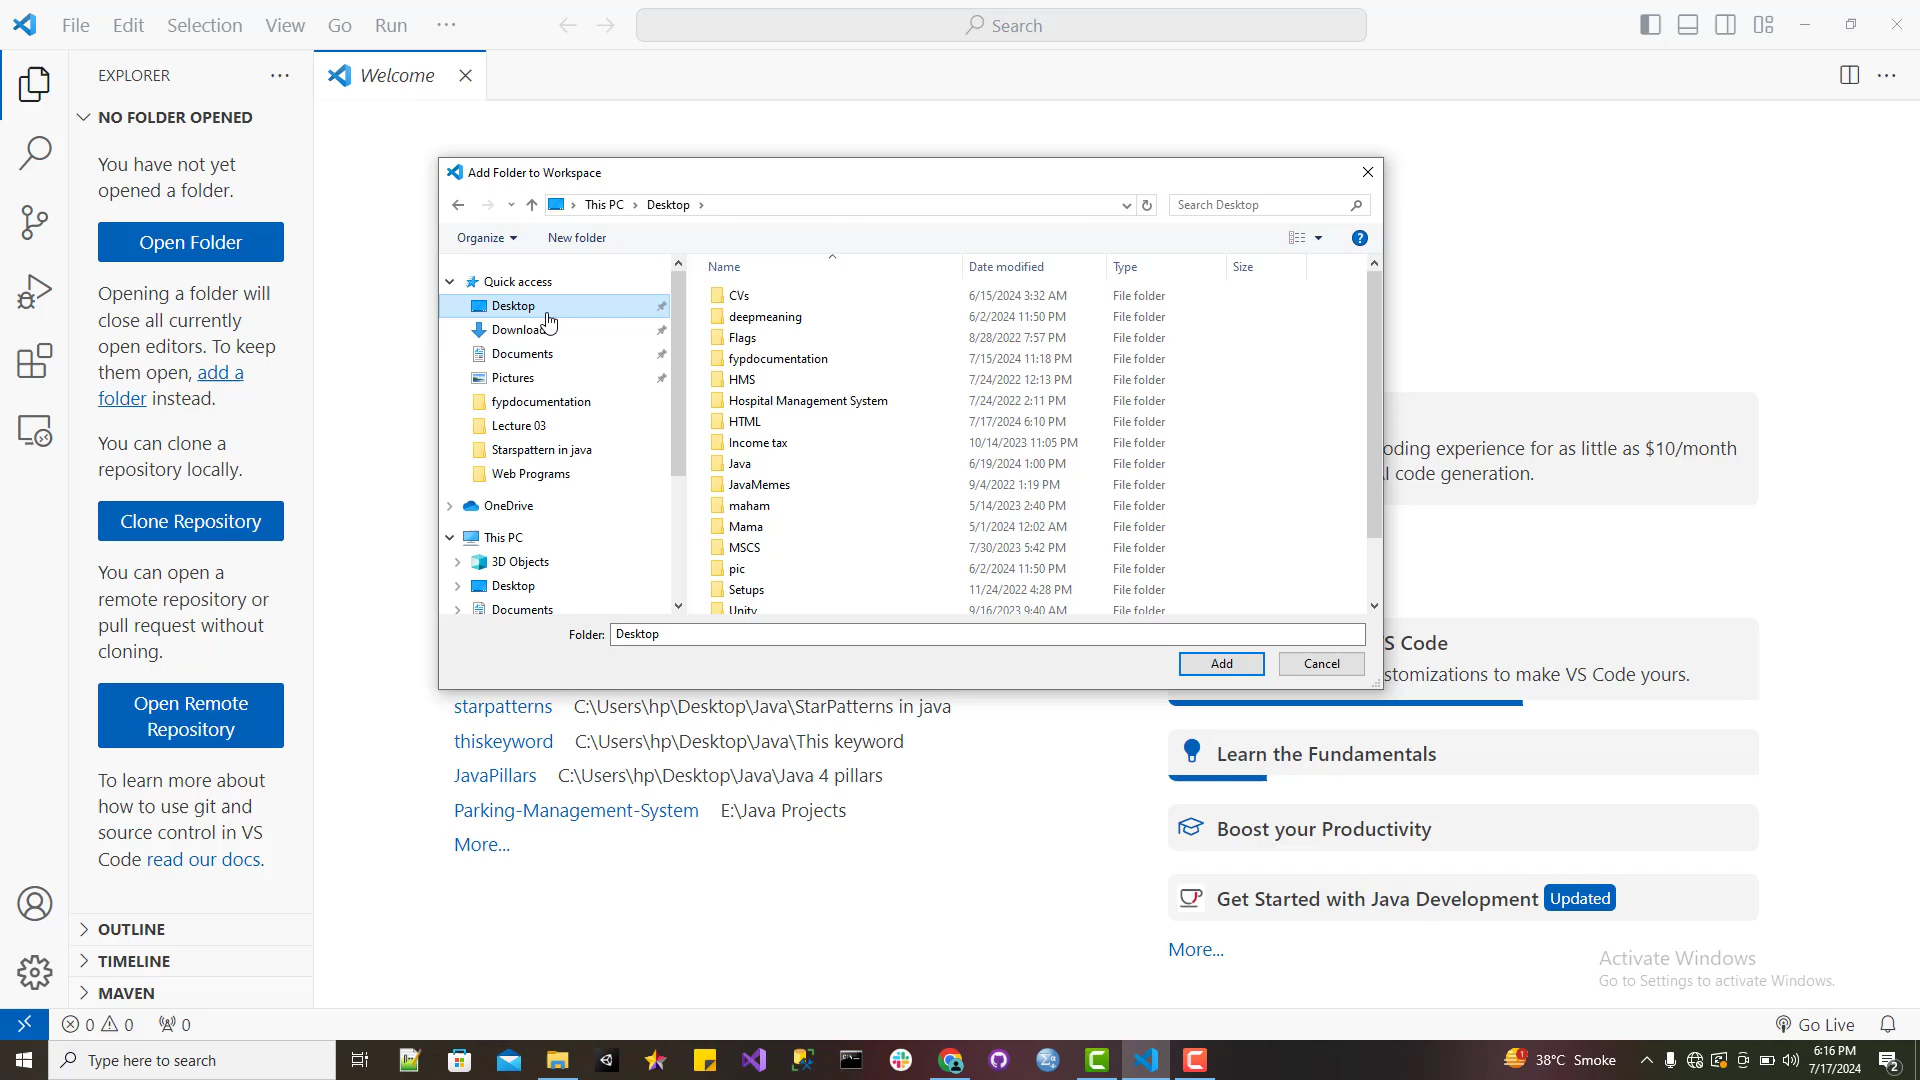 File Edit Selection View Go Run ···
Search
EXPLORER
Welcome
NO FOLDER OPENED
You have not yet
opened a folder.
Open Folder
Opening a folder will
close all currently
open editors. To keep
them open, add a
folder instead.
You can clone a
repository locally.
Clone Repository
You can open a
remote repository or
pull request without
cloning.
Open Remote
Repository
To learn more about
how to use git and
source control in VS
Code read our docs.
OUTLINE
TIMELINE
MAVEN
Add Folder to Workspace
This PC > Desktop >
Search Desktop
Organize New folder
Quick access
Desktop
Documents
Pictures
fypdocumentation
Lecture 03
Starspattern in java
Web Programs
OneDrive
This PC
3D Objects
Desktop
Documents
Name Date modified Type Size
CVs 6/15/2024 3:32 AM File folder
deepmeaning 6/2/2024 11:50 PM File folder
Flags 8/28/2022 7:57 PM File folder
fypdocumentation 7/15/2024 11:18 PM File folder
HMS 7/24/2022 12:13 PM File folder
Hospital Management System 7/24/2022 2:11 PM File folder
HTML 7/17/2024 6:10 PM File folder
Income tax 10/14/2023 11:05 PM File folder
Java 6/19/2024 1:00 PM File folder
JavaMemes 9/4/2022 1:19 PM File folder
maham 5/14/2023 2:40 PM File folder
Mama 5/1/2024 12:02 AM File folder
MSCS 7/30/2023 5:42 PM File folder
pic 6/2/2024 11:50 PM File folder
Setups 11/24/2022 4:28 PM File folder
Unity 9/16/2023 9:40 AM File folder
Folder: Desktop
Add Cancel
oding experience for as little as $10/month
code generation.
S Code
stomizations to make VS Code yours.
starpatterns C:\Users\hp\Desktop\Java\StarPatterns in java
thiskeyword C:\Users\hp\Desktop\Java\This keyword
JavaPillars C:\Users\hp\Desktop\Java\Java 4 pillars
Parking-Management-System E:\Java Projects
More...
Learn the Fundamentals
Boost your Productivity
Get Started with Java Development Updated
More...
Activate Windows
Go to Settings to activate Windows.
0 0 0
Go Live
Type here to search
1
38°C Smoke
6:16 PM
7/17/2024
2